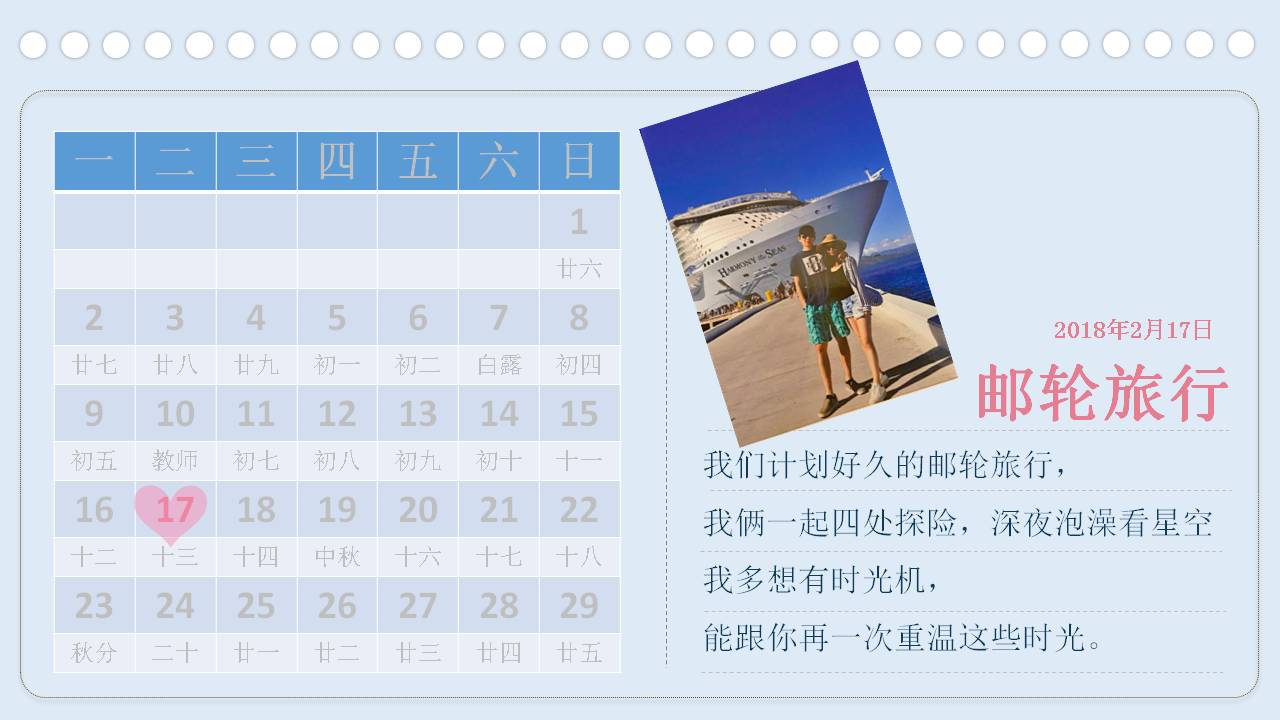 一 二 三 四 五 六 日
1
廿六
2 3 4 5 6 7 8
廿七 廿八 廿九 初一 初二 白露 初四
9 10 11 12 13 14 15
初五 教师 初七 初八 初九 初十 十一
16 17 18 19 20 21 22
十二 十三 十四 中秋 十六 十七 十八
23 24 25 26 27 28 29
秋分 二十 廿一 廿二 廿三 廿四 廿五
HARMONY of the SEAS
2018年2月17日
邮轮旅行
我们计划好久的邮轮旅行，
我俩一起四处探险，深夜泡澡看星空
我多想有时光机，
能跟你再一次重温这些时光。